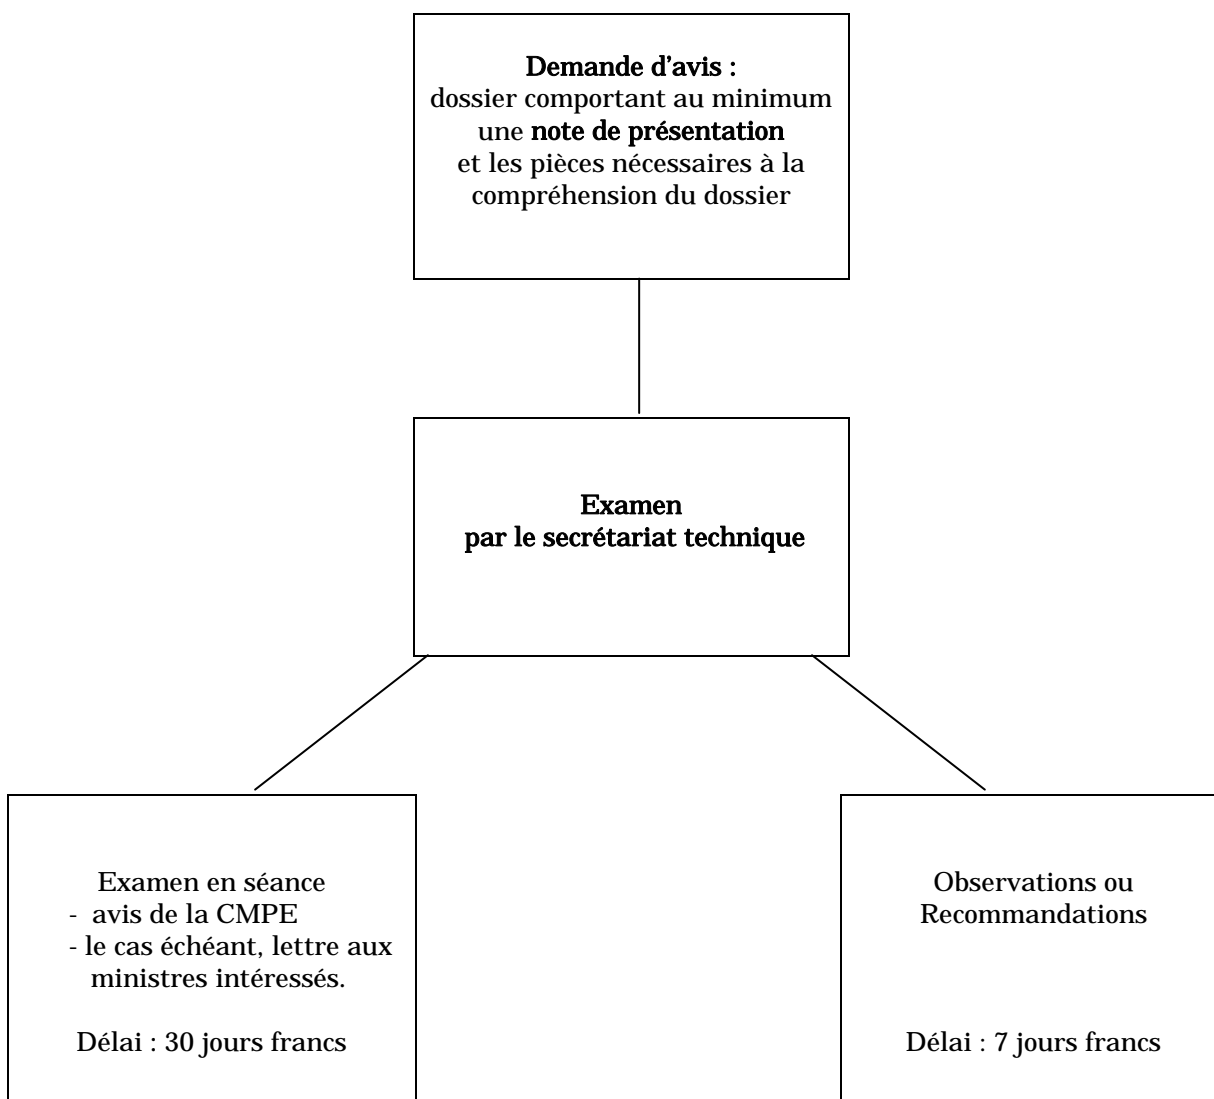 Demande d'avis :
dossier comportant au minimum
une note de présentation
et les pièces nécessaires à la
compréhension du dossier
Examen
par le secrétariat technique
Examen en séance
- avis de la CMPE
- le cas échéant, lettre aux
ministres intéressés.
Délai : 30 jours francs
Observations ou
Recommandations
Délai : 7 jours francs